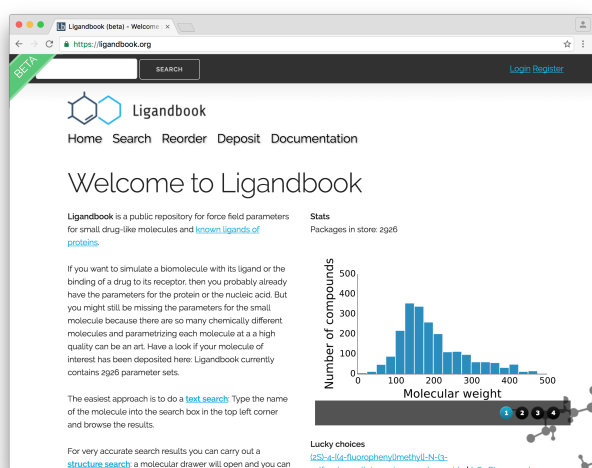 Ligandbook (beta) - Welcome
https://ligandbook.org
BETA
SEARCH
Login Register
Ligandbook
Home Search Reorder Deposit Documentation
Welcome to Ligandbook
Ligandbook is a public repository for force field parameters
for small drug-like molecules and known ligands of
proteins.
If you want to simulate a biomolecule with its ligand or the
binding of a drug to its receptor, then you probably already
have the parameters for the protein or the nucleic acid. But
you might still be missing the parameters for the small
molecule because there are so many chemically different
molecules and parametrizing each molecule at a a high
quality can be an art. Have a look if your molecule of
interest has been deposited here: Ligandbook currently
contains 2926 parameter sets.
The easiest approach is to do a text search: Type the name
of the molecule into the search box in the top left corner
and browse the results.
For very accurate search results you can carry out a
structure search: a molecular drawer will open and you can
Stats
Packages in store: 2926
Number of compounds
500
400
300
200
100
0
0 100 200 300 400 500
Molecular weight
1 2 3 4
Lucky choices
(2S)-4-[(4-fluorophenyl)methyl]-N-(3-